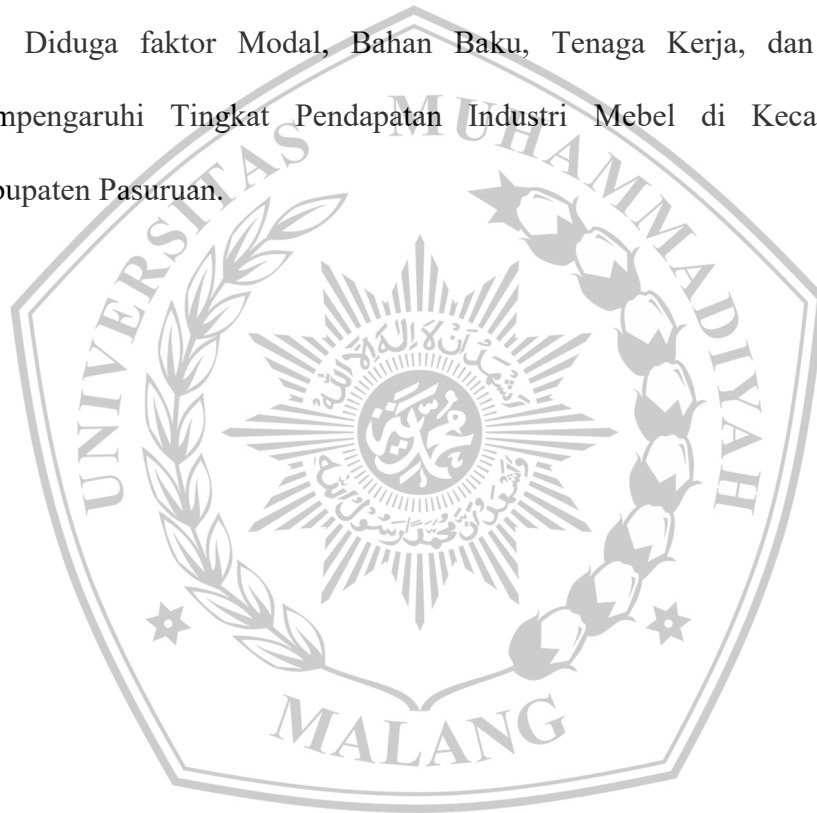 Diduga faktor Modal, Bahan Baku, Tenaga Kerja, dan
mpengaruhi Tingkat Pendapatan Industri Mebel di Keca
bupaten Pasuruan.
UNIVERSITAS MUHAMMADIYAH
MALANG